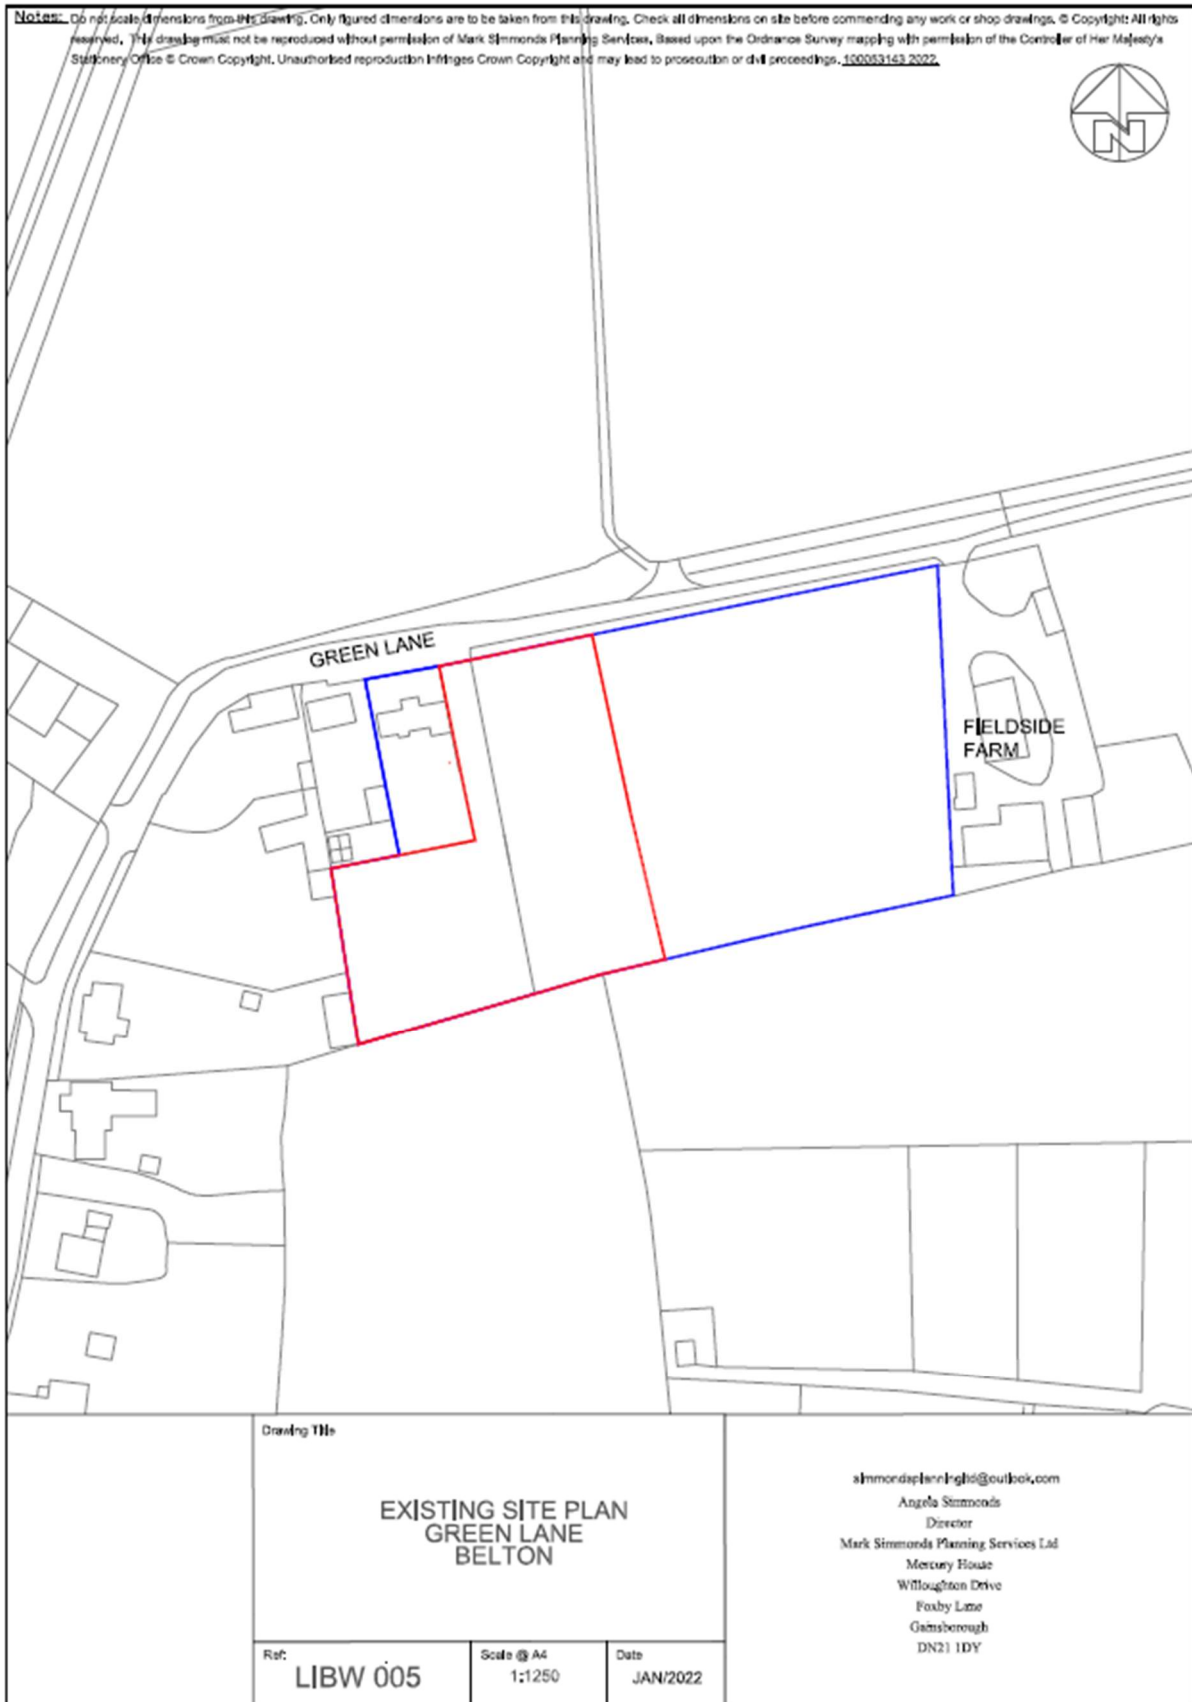 Notes: Do not scale dimensions from this drawing. Only figured dimensions are to be taken from this drawing. Check all dimensions on site before commending any work or shop drawings. © Copyright: All rights
reserved. This drawing must not be reproduced without permission of Mark Simmonds Planning Services. Based upon the Ordnance Survey mapping with permission of the Controller of Her Majesty's
Stationery Office © Crown Copyright. Unauthorised reproduction infringes Crown Copyright and may lead to prosecution or civil proceedings. 100053143 2022.
N
GREEN LANE
FIELDSIDE
FARM
Drawing Title
EXISTING SITE PLAN
GREEN LANE
BELTON
Ref:
LIBW 005
Scale @ A4
1:1250
Date
JAN/2022
simmondsplanningltd@outlook.com
Angela Simmonds
Director
Mark Simmonds Planning Services Ltd
Mercury House
Willoughton Drive
Foxby Lane
Gainsborough
DN21 1DY